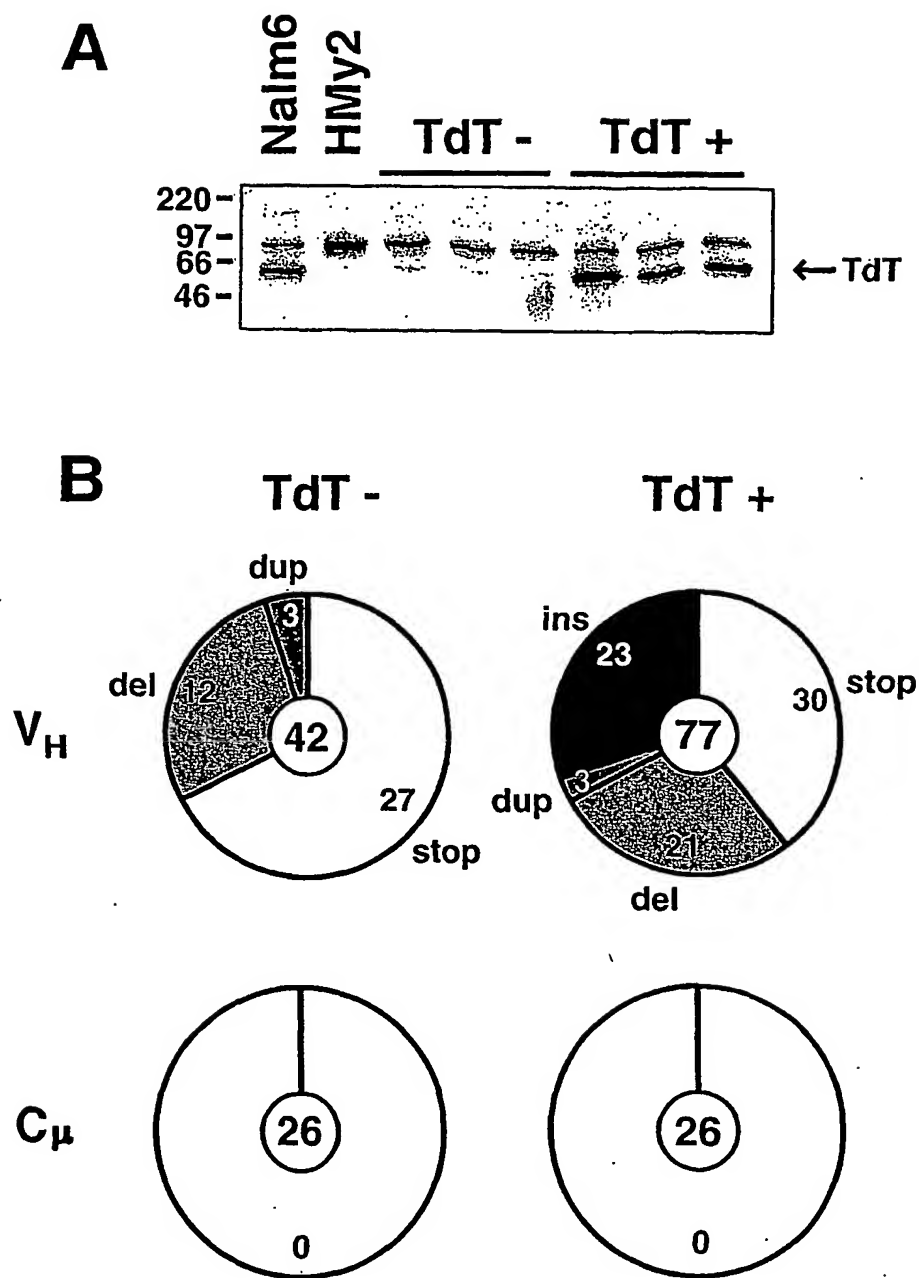 A
Nalm6
HMy2
TdT -
TdT +
220
97
66
46
←TdT
B
TdT -
TdT +
VH
dup
3
del
12
42
27
stop
ins
23
77
30
stop
dup
3
21
del
Cμ
26
0
26
0